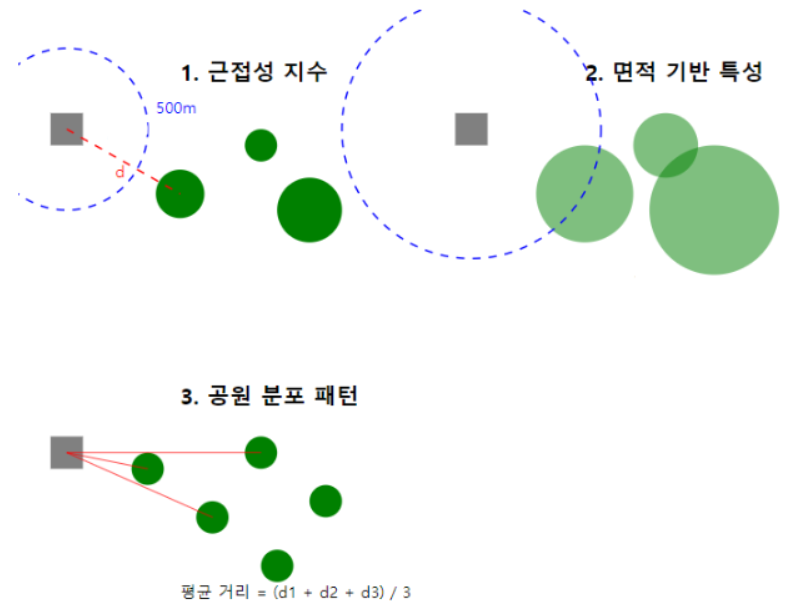 1. 근접성 지수
2. 면적 기반 특성
500m
d
3. 공원 분포 패턴
평균 거리 = (d1 + d2 + d3) / 3